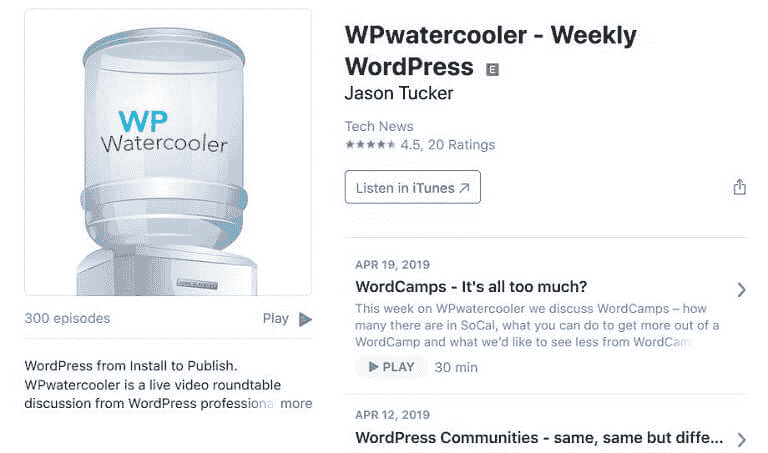 WP
Watercooler
300 episodes
Play
WordPress from Install to Publish.
WPwatercooler is a live video roundtable
discussion from WordPress professiona more
WPwatercooler - Weekly
WordPress E
Jason Tucker
Tech News
4.5, 20 Ratings
Listen in iTunes
APR 19, 2019
WordCamps - It's all too much?
This week on WPwatercooler we discuss WordCamps – how
many there are in SoCal, what you can do to get more out of a
WordCamp and what we'd like to see less from WordCam
PLAY 30 min
APR 12, 2019
WordPress Communities - same, same but diffe...